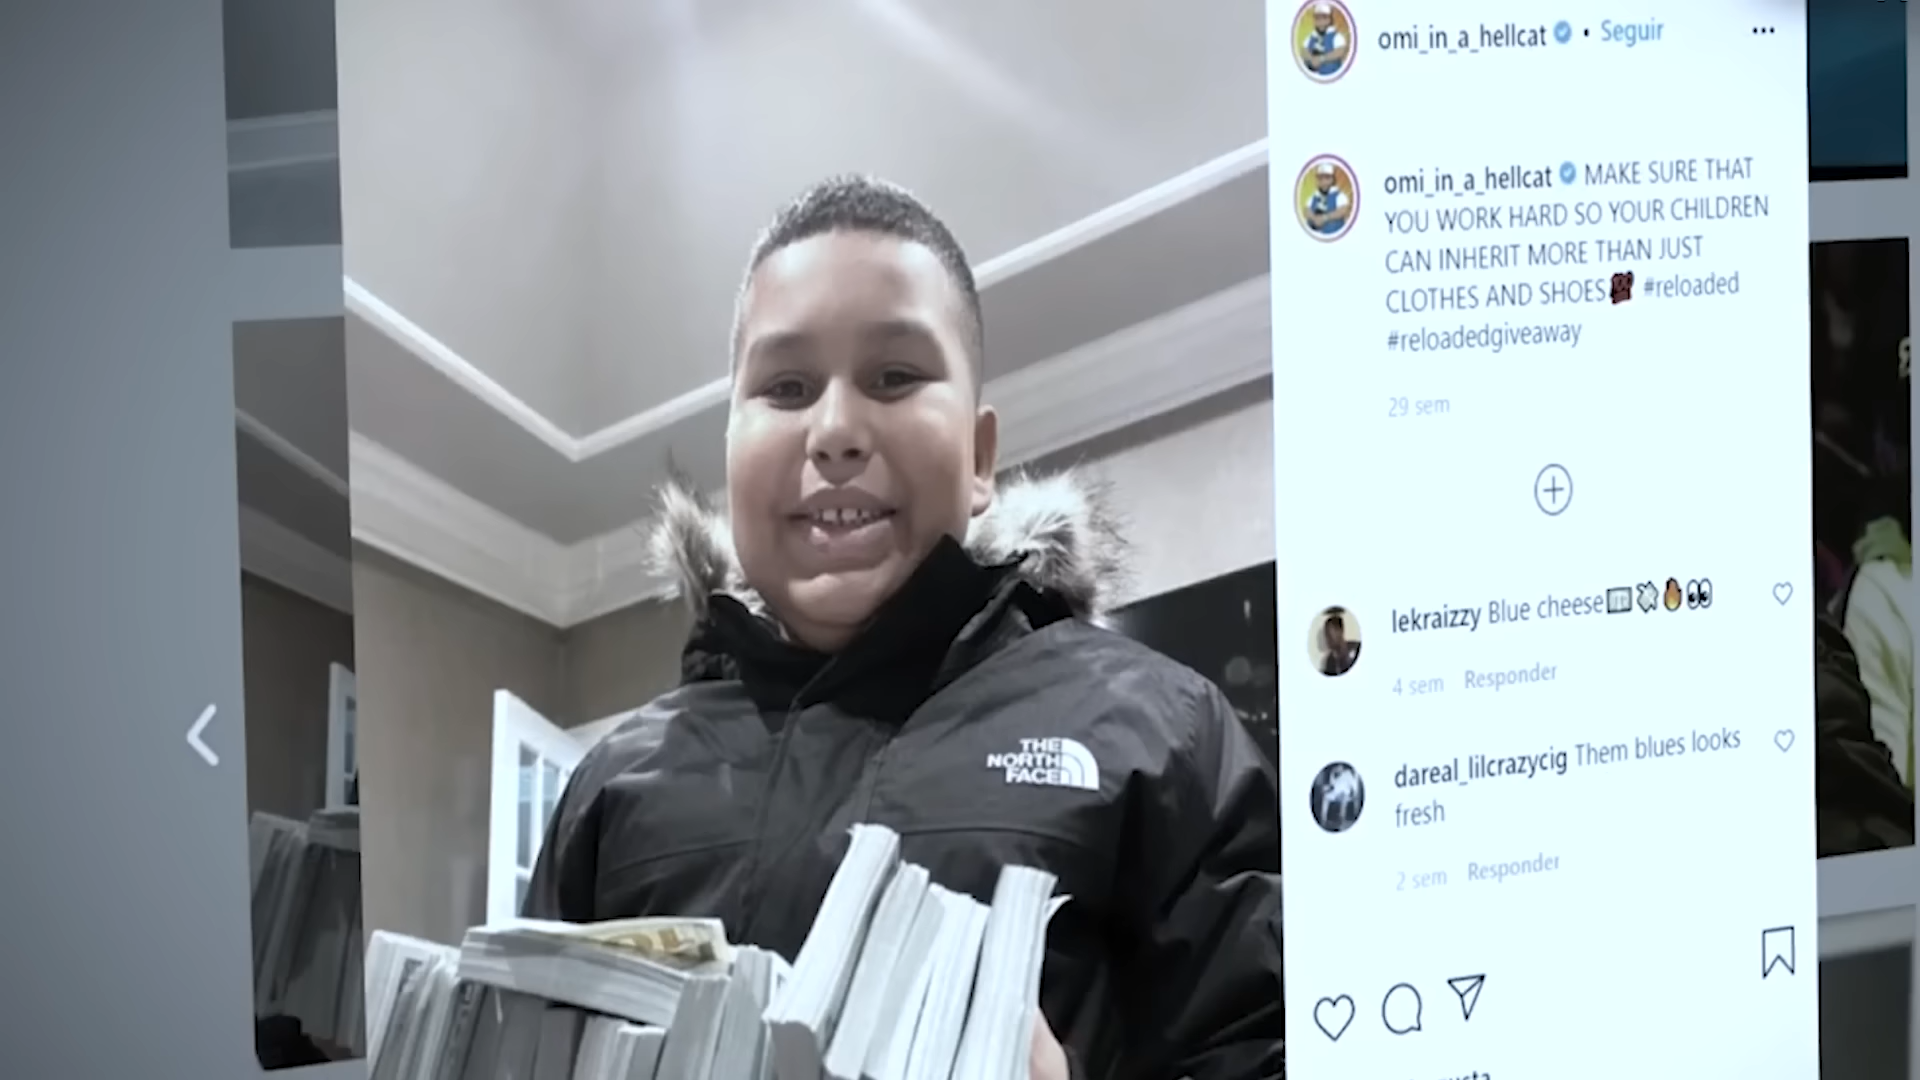 omi_in_a_hellcat • Seguir
omi_in_a_hellcat MAKE SURE THAT
YOU WORK HARD SO YOUR CHILDREN
CAN INHERIT MORE THAN JUST
CLOTHES AND SHOES💯 #reloaded
#reloadedgiveaway
29 sem
lekraizzy Blue cheese
4 sem Responder
dareal_lilcrazycig Them blues looks
fresh
2 sem Responder
THE
NORTH
FACE